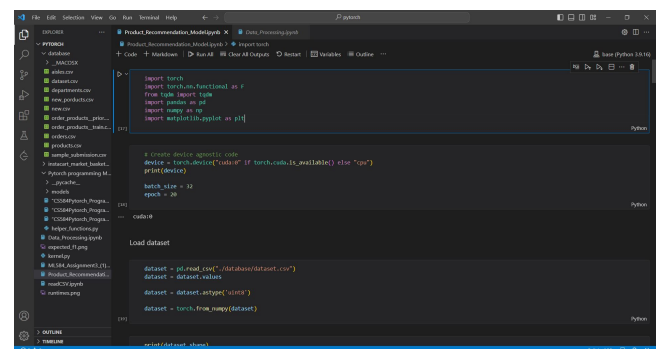 File Edit Selection View Go Run Terminal Help
pytorch
EXPLORER
Product_Recommendation_Model.ipynb
Data_Processing.ipynb
PYTORCH
Product_Recommendation_Model.ipynb > import torch
+ Code + Markdown | Run All Clear All Outputs Restart | Variables Outline ...
base (Python 3.9.16)
database
__MACOSX
aisles.csv
dataset.csv
departments.csv
new_porducts.csv
new.csv
order_products__prior...
order_products__train.c...
orders.csv
products.csv
sample_submission.csv
instacart_market_basket...
Pytorch programming M...
__pycache__
models
helper_functions.py
Data_Processing.ipynb
expected_f1.png
kernel.py
MLS84_Assignment3_(1)...
Product_Recommendati...
readCSV.ipynb
runtimes.png
OUTLINE
TIMELINE
import torch
import torch.nn.functional as F
from tqdm import tqdm
import pandas as pd
import numpy as np
import matplotlib.pyplot as plt
Python
# Create device agnostic code
device = torch.device("cuda:0" if torch.cuda.is_available() else "cpu")
print(device)
batch_size = 32
epoch = 20
Python
cuda:0
Load dataset
dataset = pd.read_csv("./database/dataset.csv")
dataset = dataset.values
dataset = dataset.astype('uint8')
dataset = torch.from_numpy(dataset)
Python
print(dataset.shape)